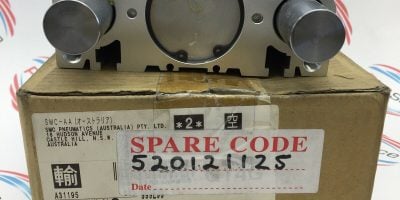 SMC-AA (オーストラリア)
SMC PNEUMATICS (AUSTRALIA) PTY. LTD.
18 HUDSON AVENUE
CASTLE HILL, N.S.W.
AUSTRALIA
*2* 空
輸
A31195
SPARE CODE
520121125
Date